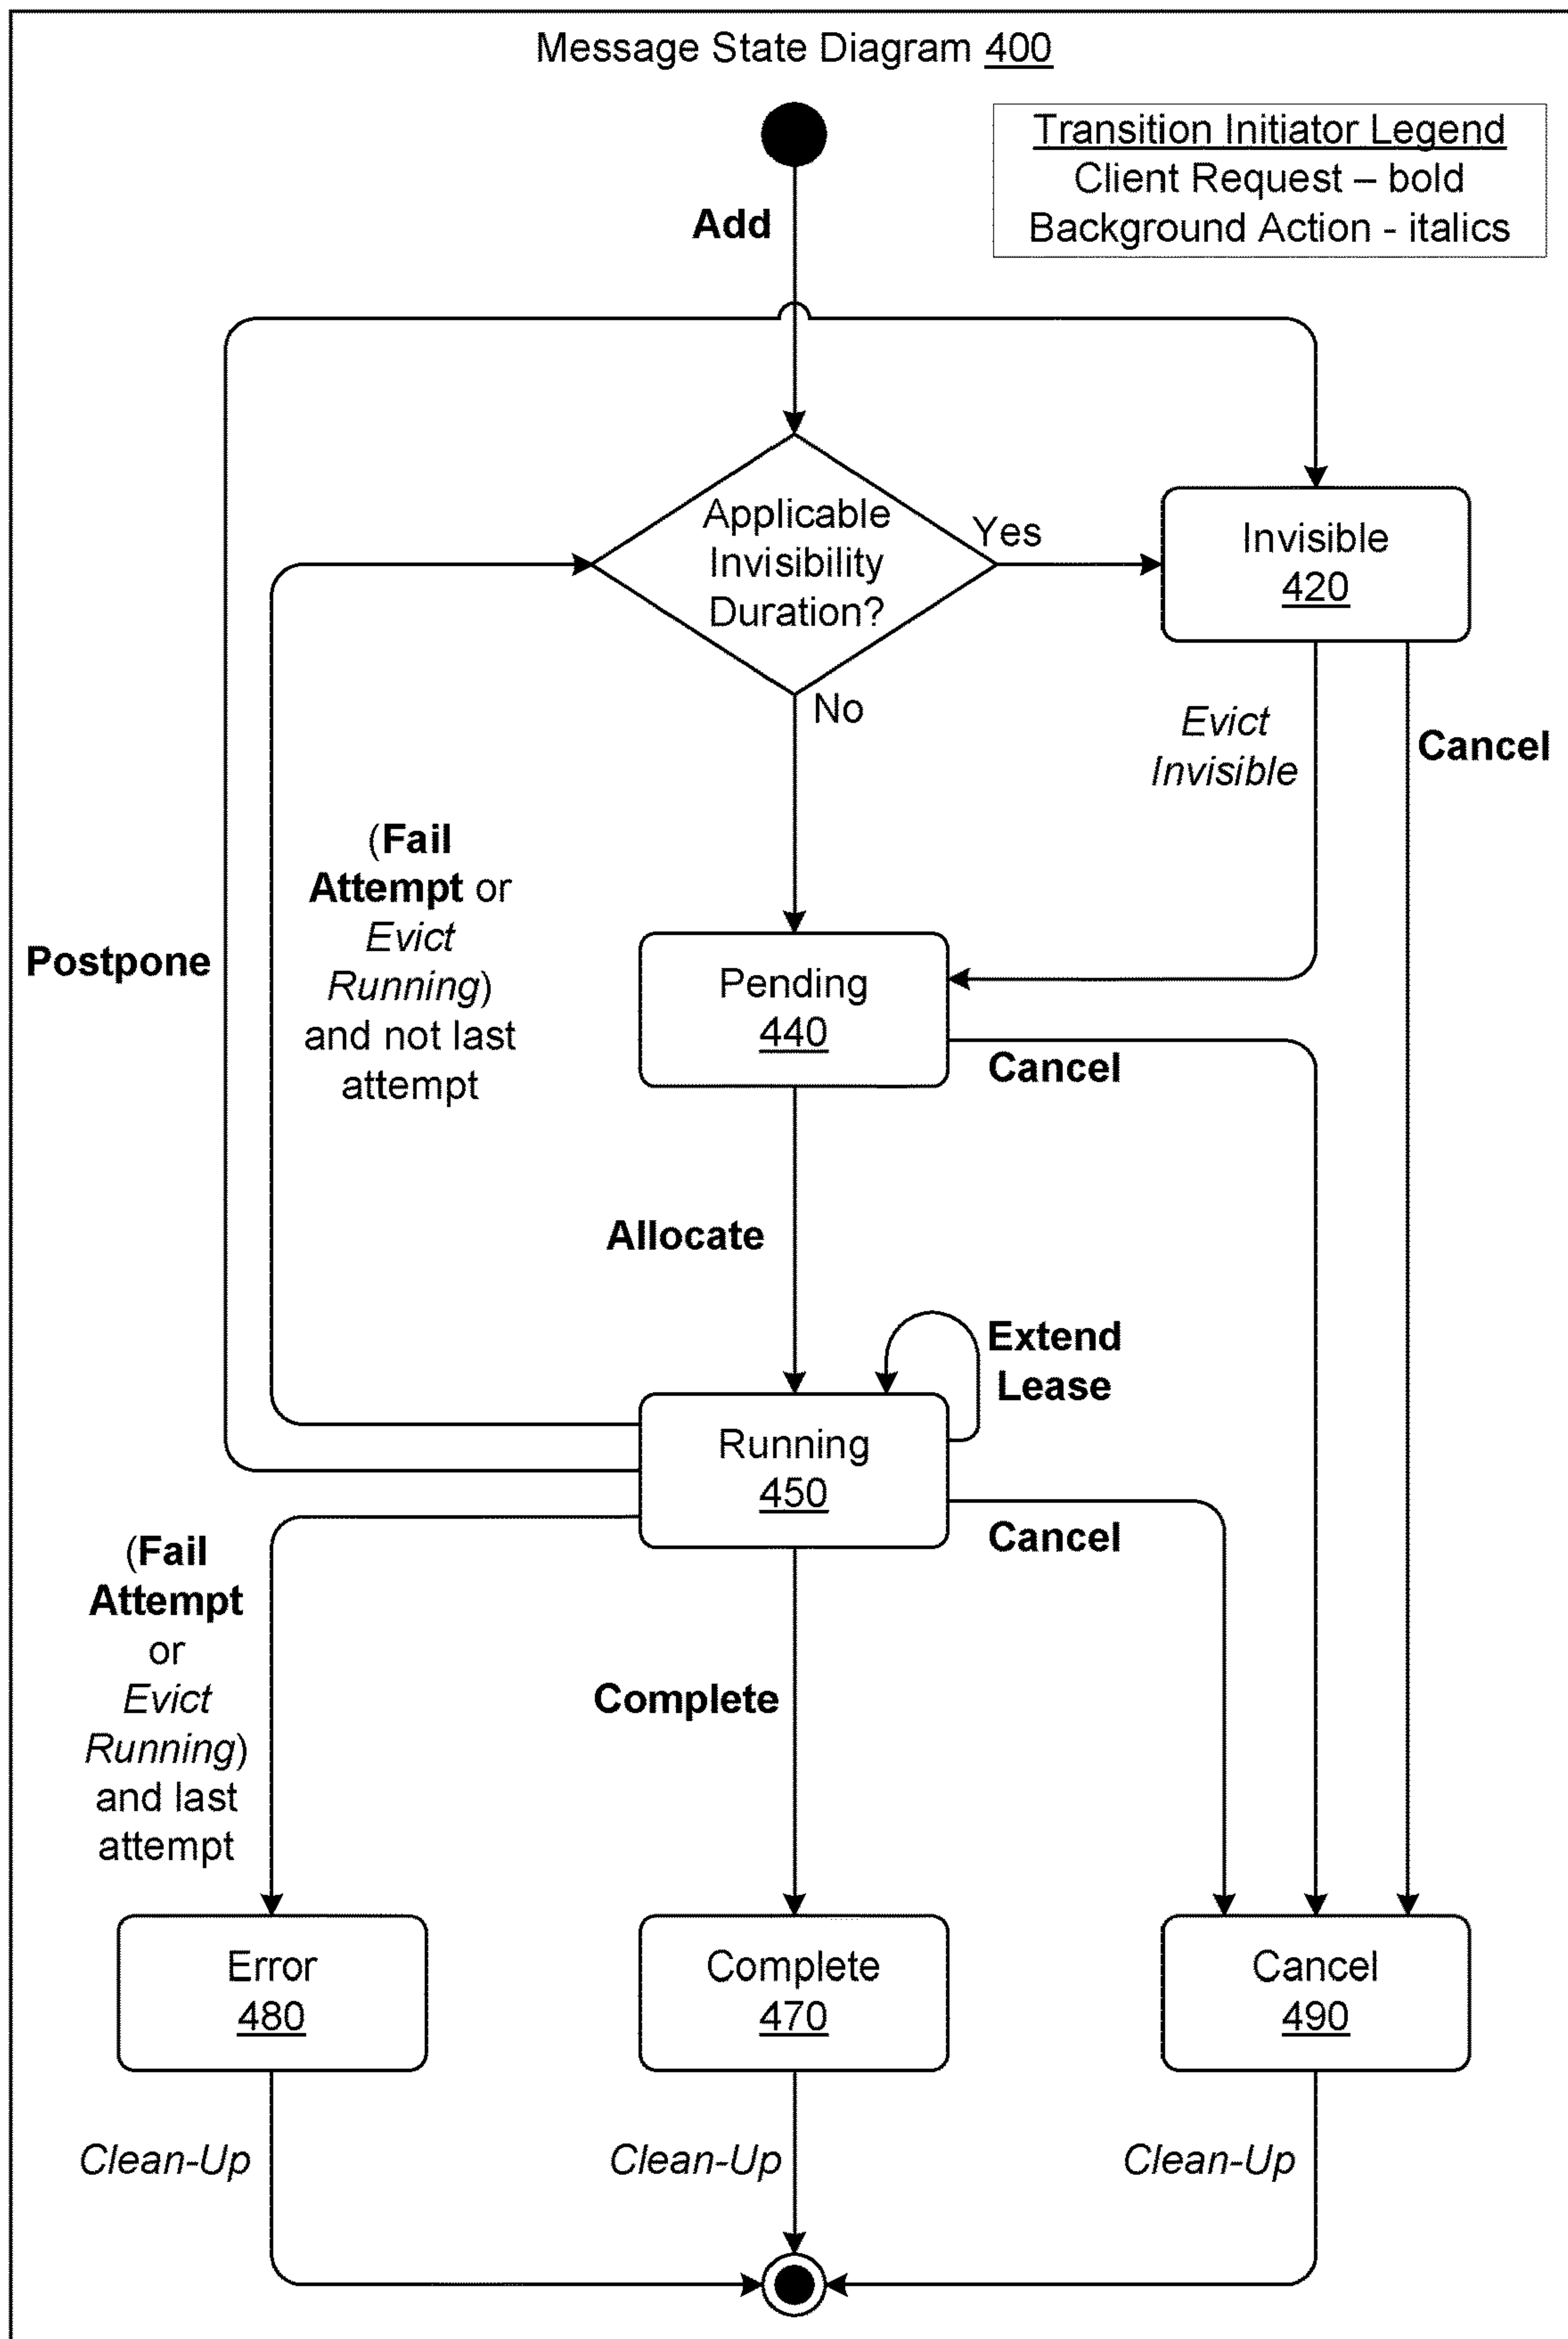 Message State Diagram 400
Transition Initiator Legend
Client Request – bold
Background Action - italics
Add
Applicable
Invisibility
Duration?
Yes
No
Invisible
420
Evict
Invisible
Cancel
(Fail
Attempt or
Evict
Running)
and not last
attempt
Postpone
Pending
440
Cancel
Allocate
Extend
Lease
Running
450
Cancel
(Fail
Attempt
or
Evict
Running)
and last
attempt
Complete
Error
480
Complete
470
Cancel
490
Clean-Up
Clean-Up
Clean-Up